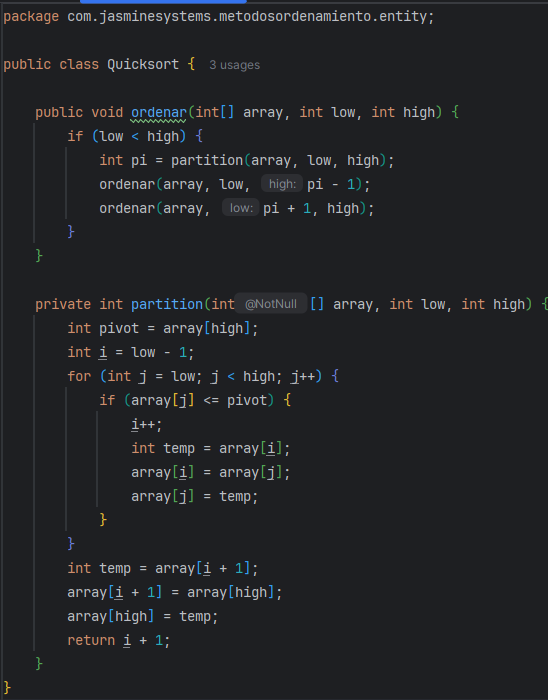 package com.jasminesystems.metodosordenamiento.entity;
public class Quicksort { 3 usages
public void ordenar(int[] array, int low, int high) {
if (low < high) {
int pi = partition(array, low, high);
ordenar(array, low, high: pi - 1);
ordenar(array, low: pi + 1, high);
}
}
private int partition(int @NotNull [] array, int low, int high) {
int pivot = array[high];
int i = low - 1;
for (int j = low; j < high; j++) {
if (array[j] <= pivot) {
i++;
int temp = array[i];
array[i] = array[j];
array[j] = temp;
}
}
int temp = array[i + 1];
array[i + 1] = array[high];
array[high] = temp;
return i + 1;
}
}